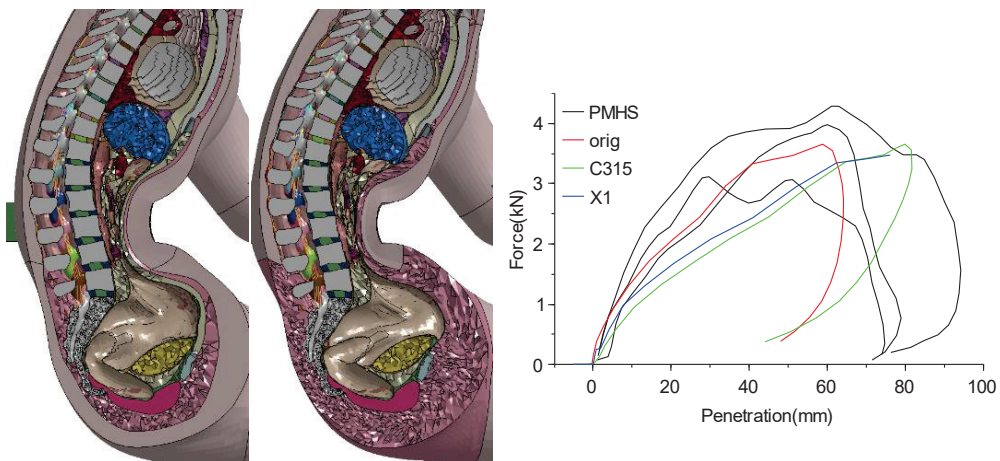 PMHS
orig
C315
X1
4
3
2
1
0
Force(kN)
0 20 40 60 80 100
Penetration(mm)